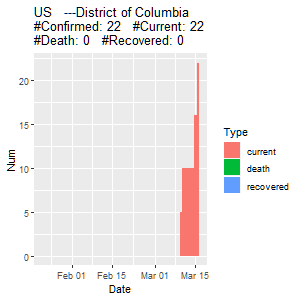 US   ---District of Columbia
#Confirmed: 22   #Current: 22
#Death: 0   #Recovered: 0
20
15
10
5
0
Num
Feb 01 Feb 15 Mar 01 Mar 15
Date
Type
current
death
recovered